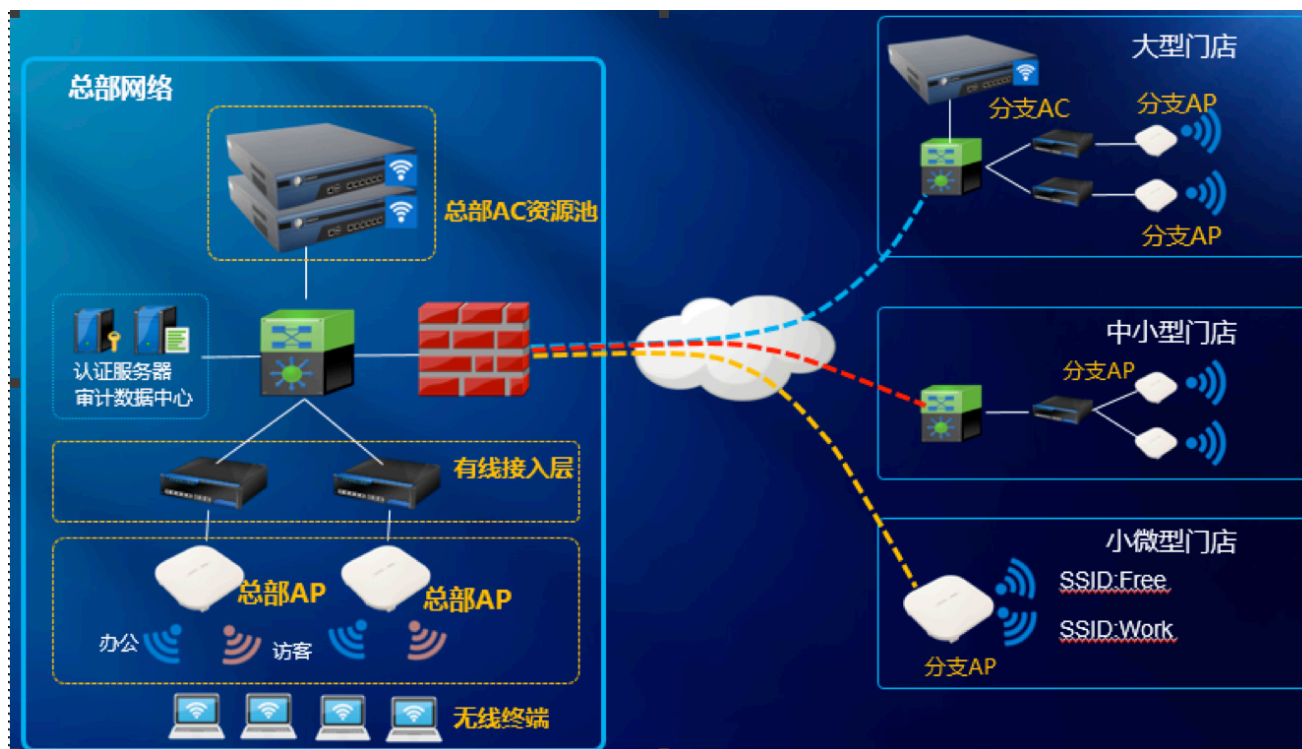 总部网络
总部AC资源池
认证服务器
审计数据中心
有线接入层
总部AP
总部AP
办公
访客
无线终端
大型门店
分支AC
分支AP
分支AP
中小型门店
分支AP
小微型门店
SSID:Free
SSID:Work
分支AP